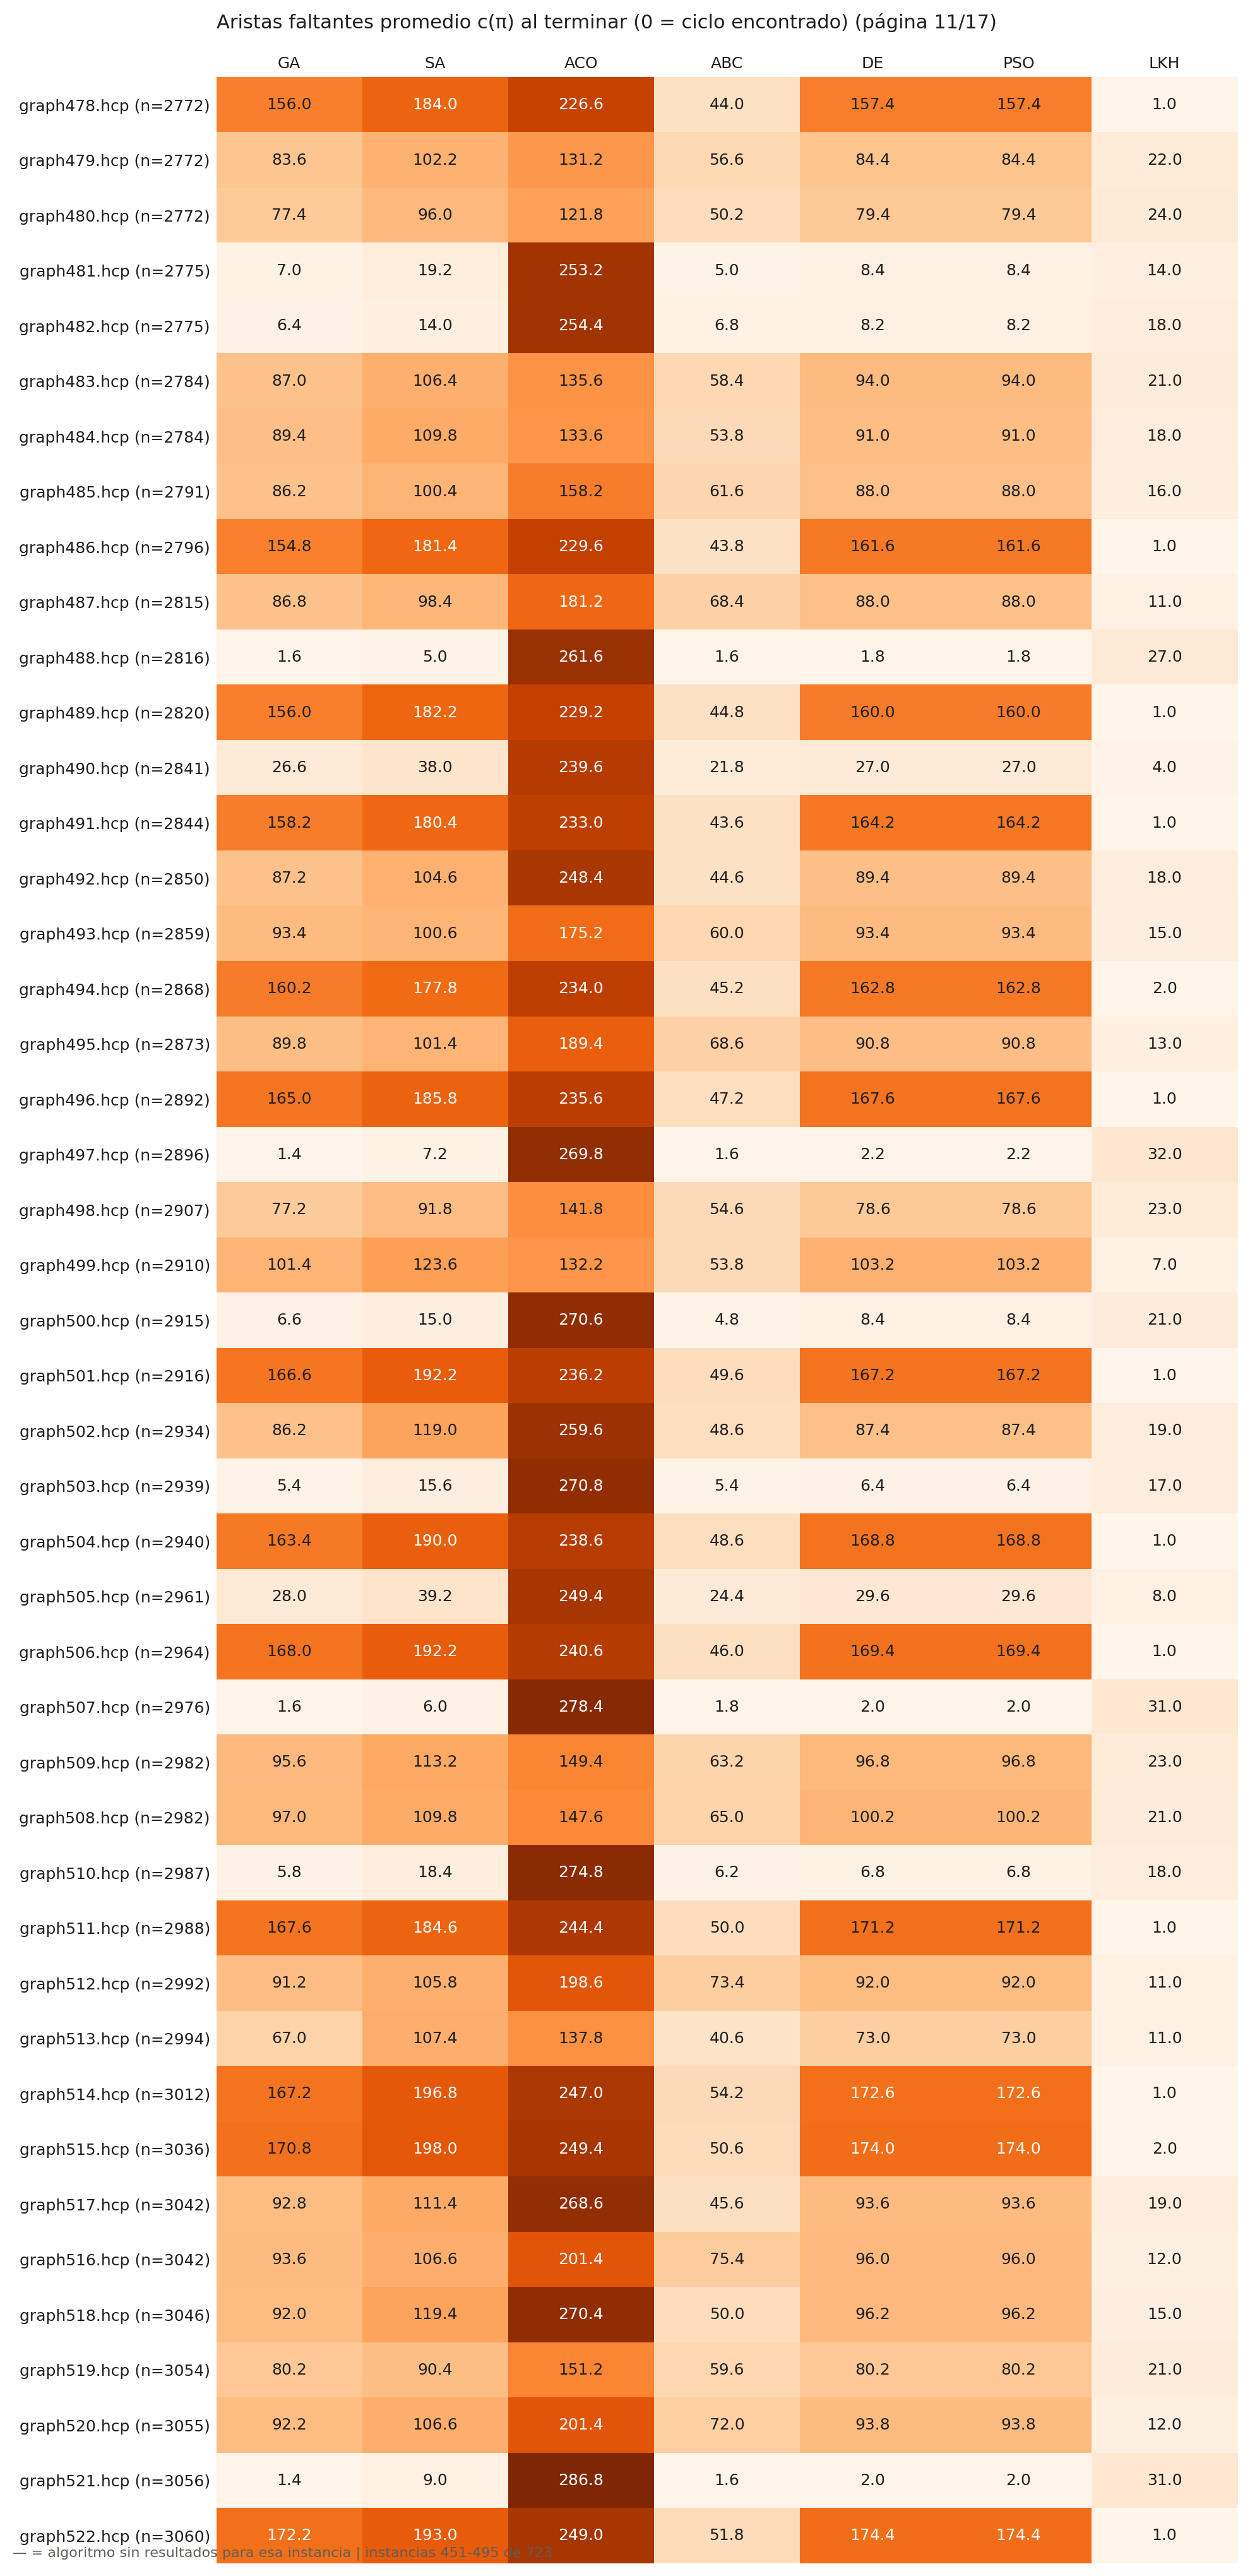 Aristas faltantes promedio c(π) al terminar (0 = ciclo encontrado) (página 11/17)
GA SA ACO ABC DE PSO LKH
graph478.hcp (n=2772) 156.0 184.0 226.6 44.0 157.4 157.4 1.0
graph479.hcp (n=2772) 83.6 102.2 131.2 56.6 84.4 84.4 22.0
graph480.hcp (n=2772) 77.4 96.0 121.8 50.2 79.4 79.4 24.0
graph481.hcp (n=2775) 7.0 19.2 253.2 5.0 8.4 8.4 14.0
graph482.hcp (n=2775) 6.4 14.0 254.4 6.8 8.2 8.2 18.0
graph483.hcp (n=2784) 87.0 106.4 135.6 58.4 94.0 94.0 21.0
graph484.hcp (n=2784) 89.4 109.8 133.6 53.8 91.0 91.0 18.0
graph485.hcp (n=2791) 86.2 100.4 158.2 61.6 88.0 88.0 16.0
graph486.hcp (n=2796) 154.8 181.4 229.6 43.8 161.6 161.6 1.0
graph487.hcp (n=2815) 86.8 98.4 181.2 68.4 88.0 88.0 11.0
graph488.hcp (n=2816) 1.6 5.0 261.6 1.6 1.8 1.8 27.0
graph489.hcp (n=2820) 156.0 182.2 229.2 44.8 160.0 160.0 1.0
graph490.hcp (n=2841) 26.6 38.0 239.6 21.8 27.0 27.0 4.0
graph491.hcp (n=2844) 158.2 180.4 233.0 43.6 164.2 164.2 1.0
graph492.hcp (n=2850) 87.2 104.6 248.4 44.6 89.4 89.4 18.0
graph493.hcp (n=2859) 93.4 100.6 175.2 60.0 93.4 93.4 15.0
graph494.hcp (n=2868) 160.2 177.8 234.0 45.2 162.8 162.8 2.0
graph495.hcp (n=2873) 89.8 101.4 189.4 68.6 90.8 90.8 13.0
graph496.hcp (n=2892) 165.0 185.8 235.6 47.2 167.6 167.6 1.0
graph497.hcp (n=2896) 1.4 7.2 269.8 1.6 2.2 2.2 32.0
graph498.hcp (n=2907) 77.2 91.8 141.8 54.6 78.6 78.6 23.0
graph499.hcp (n=2910) 101.4 123.6 132.2 53.8 103.2 103.2 7.0
graph500.hcp (n=2915) 6.6 15.0 270.6 4.8 8.4 8.4 21.0
graph501.hcp (n=2916) 166.6 192.2 236.2 49.6 167.2 167.2 1.0
graph502.hcp (n=2934) 86.2 119.0 259.6 48.6 87.4 87.4 19.0
graph503.hcp (n=2939) 5.4 15.6 270.8 5.4 6.4 6.4 17.0
graph504.hcp (n=2940) 163.4 190.0 238.6 48.6 168.8 168.8 1.0
graph505.hcp (n=2961) 28.0 39.2 249.4 24.4 29.6 29.6 8.0
graph506.hcp (n=2964) 168.0 192.2 240.6 46.0 169.4 169.4 1.0
graph507.hcp (n=2976) 1.6 6.0 278.4 1.8 2.0 2.0 31.0
graph509.hcp (n=2982) 95.6 113.2 149.4 63.2 96.8 96.8 23.0
graph508.hcp (n=2982) 97.0 109.8 147.6 65.0 100.2 100.2 21.0
graph510.hcp (n=2987) 5.8 18.4 274.8 6.2 6.8 6.8 18.0
graph511.hcp (n=2988) 167.6 184.6 244.4 50.0 171.2 171.2 1.0
graph512.hcp (n=2992) 91.2 105.8 198.6 73.4 92.0 92.0 11.0
graph513.hcp (n=2994) 67.0 107.4 137.8 40.6 73.0 73.0 11.0
graph514.hcp (n=3012) 167.2 196.8 247.0 54.2 172.6 172.6 1.0
graph515.hcp (n=3036) 170.8 198.0 249.4 50.6 174.0 174.0 2.0
graph517.hcp (n=3042) 92.8 111.4 268.6 45.6 93.6 93.6 19.0
graph516.hcp (n=3042) 93.6 106.6 201.4 75.4 96.0 96.0 12.0
graph518.hcp (n=3046) 92.0 119.4 270.4 50.0 96.2 96.2 15.0
graph519.hcp (n=3054) 80.2 90.4 151.2 59.6 80.2 80.2 21.0
graph520.hcp (n=3055) 92.2 106.6 201.4 72.0 93.8 93.8 12.0
graph521.hcp (n=3056) 1.4 9.0 286.8 1.6 2.0 2.0 31.0
graph522.hcp (n=3060) 172.2 193.0 249.0 51.8 174.4 174.4 1.0
— = algoritmo sin resultados para esa instancia | instancias 451-495 de 723